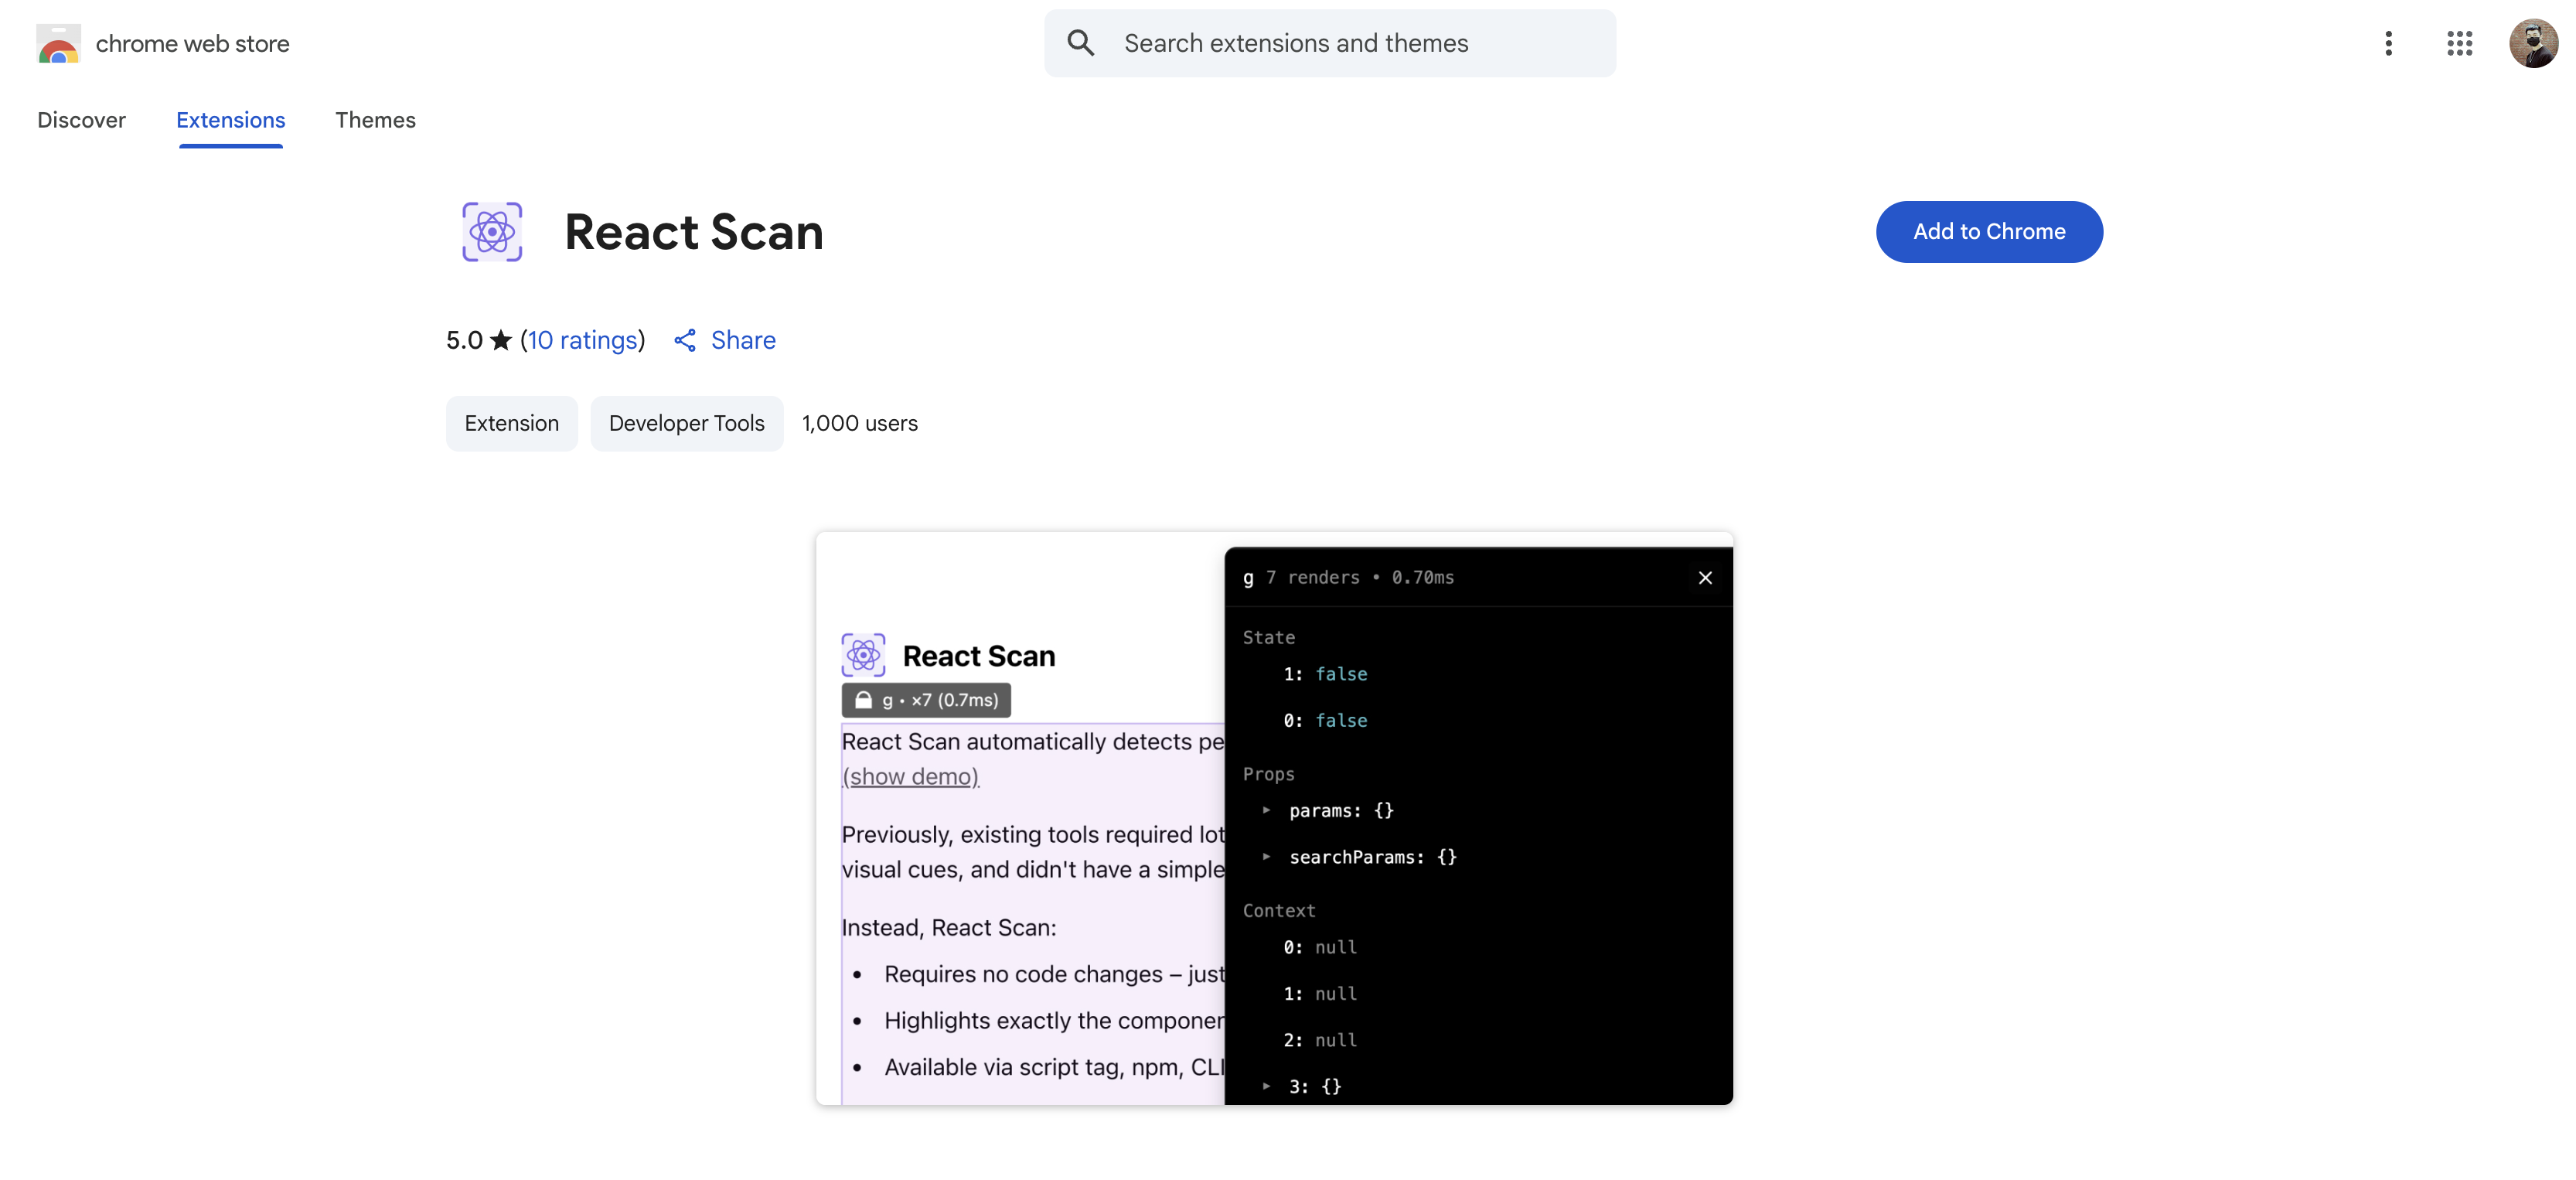 chrome web store
Search extensions and themes
Discover
Extensions
Themes
React Scan
Add to Chrome
5.0 ★ (10 ratings)
Share
Extension
Developer Tools
1,000 users
React Scan
g • ×7 (0.7ms)
React Scan automatically detects pe
(show demo)
Previously, existing tools required lot
visual cues, and didn't have a simple
Instead, React Scan:
• Requires no code changes – just
• Highlights exactly the componen
• Available via script tag, npm, CLI
g 7 renders • 0.70ms
State
1: false
0: false
Props
params: {}
searchParams: {}
Context
0: null
1: null
2: null
3: {}